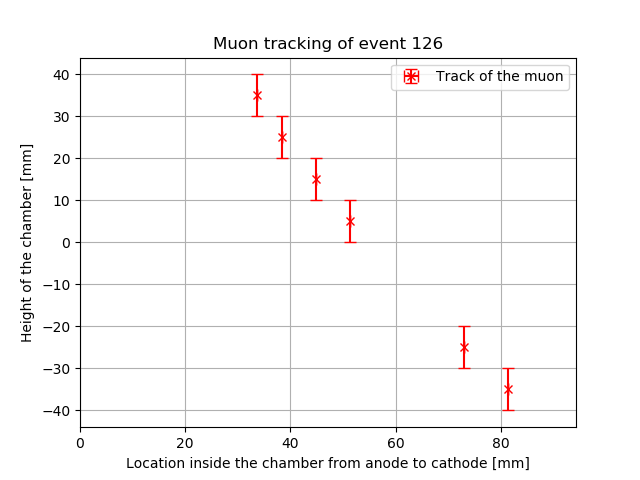 Muon tracking of event 126
Track of the muon
Height of the chamber [mm]
40
30
20
10
0
−10
−20
−30
−40
0 20 40 60 80
Location inside the chamber from anode to cathode [mm]